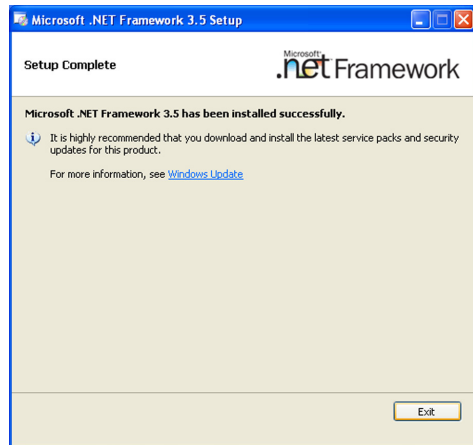 Microsoft .NET Framework 3.5 Setup
Setup Complete
Microsoft
.net Framework
Microsoft .NET Framework 3.5 has been installed successfully.
It is highly recommended that you download and install the latest service packs and security
updates for this product.
For more information, see Windows Update
Exit